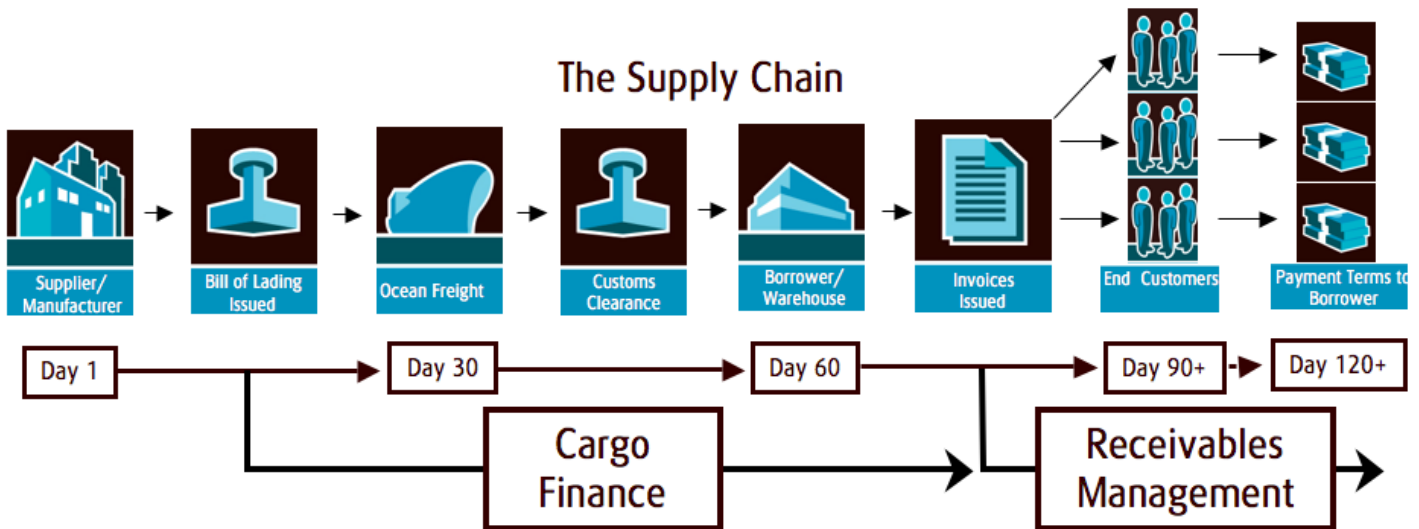 The Supply Chain
Supplier/
Manufacturer
Bill of Lading
Issued
Ocean Freight
Customs
Clearance
Borrower/
Warehouse
Invoices
Issued
End Customers
Payment Terms to
Borrower
Day 1
Day 30
Day 60
Day 90+
Day 120+
Cargo
Finance
Receivables
Management